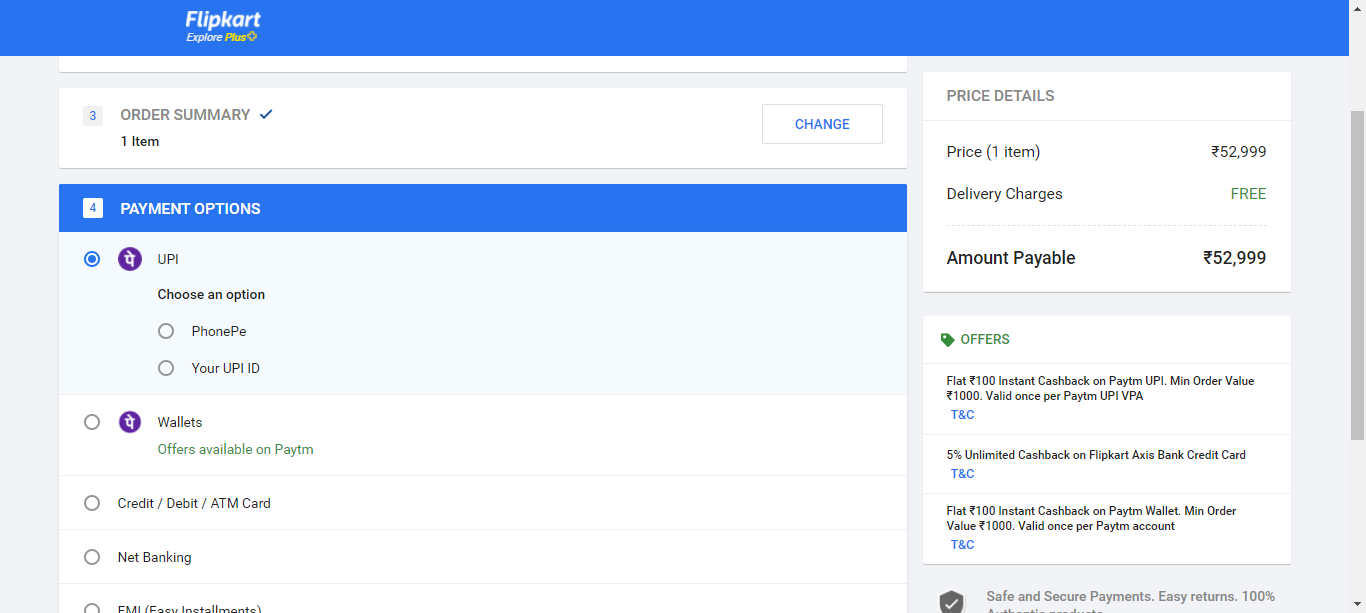 Flipkart
Explore Plus
3
ORDER SUMMARY
1 Item
CHANGE
4
PAYMENT OPTIONS
पे
UPI
Choose an option
PhonePe
Your UPI ID
पे
Wallets
Offers available on Paytm
Credit / Debit / ATM Card
Net Banking
EMI (Easy Installments)
PRICE DETAILS
Price (1 item) ₹52,999
Delivery Charges FREE
Amount Payable ₹52,999
OFFERS
Flat ₹100 Instant Cashback on Paytm UPI. Min Order Value
₹1000. Valid once per Paytm UPI VPA
T&C
5% Unlimited Cashback on Flipkart Axis Bank Credit Card
T&C
Flat ₹100 Instant Cashback on Paytm Wallet. Min Order
Value ₹1000. Valid once per Paytm account
T&C
Safe and Secure Payments. Easy returns. 100%
Authentic products.